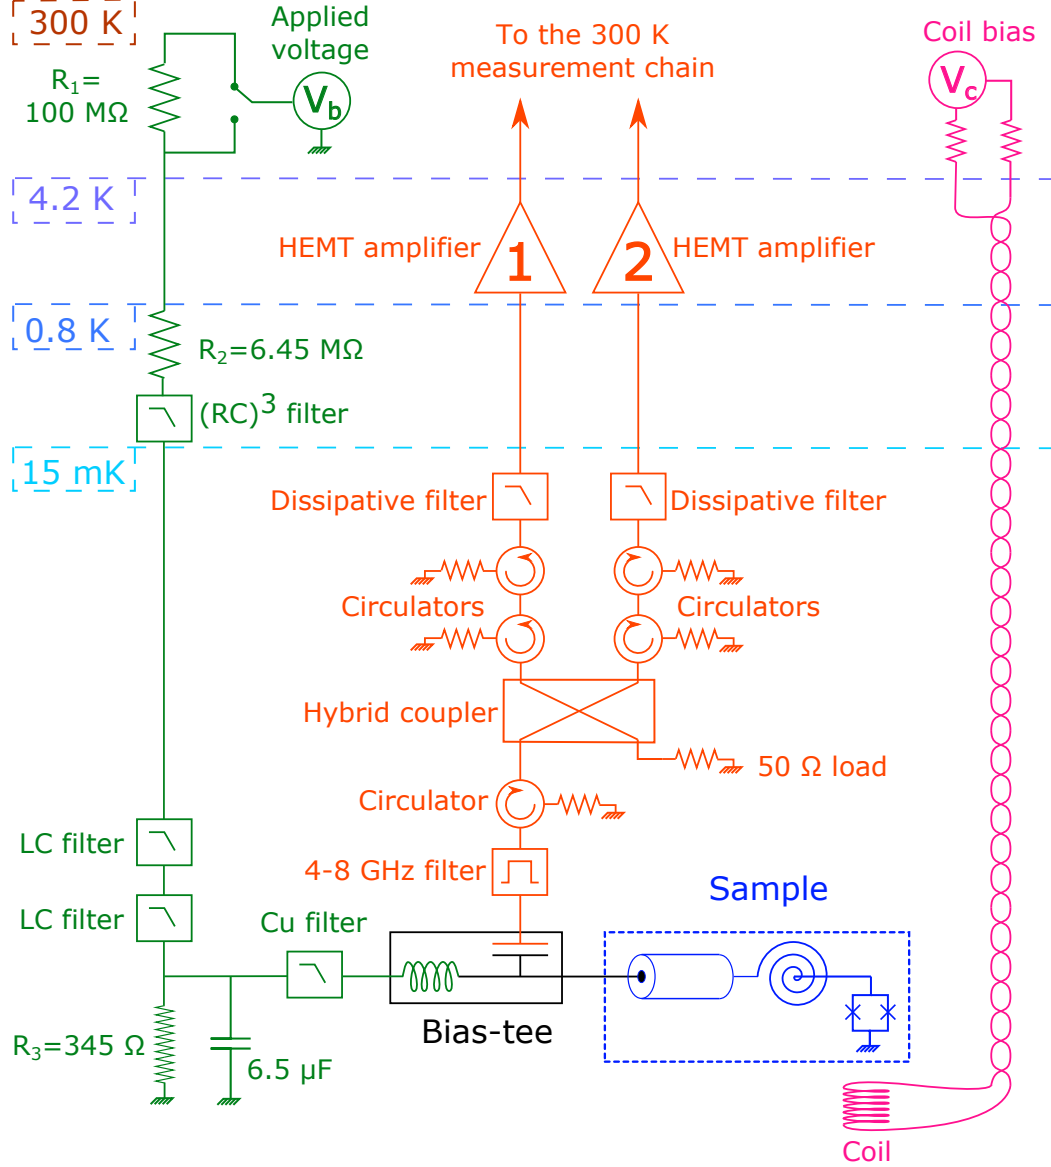 300 K
Applied
voltage
R₁=
100 MΩ
V_b
To the 300 K
measurement chain
Coil bias
V_c
4.2 K
HEMT amplifier
1
2
HEMT amplifier
0.8 K
R₂=6.45 MΩ
(RC)³ filter
15 mK
Dissipative filter
Dissipative filter
Circulators
Circulators
Hybrid coupler
50 Ω load
Circulator
LC filter
4-8 GHz filter
Sample
LC filter
Cu filter
Bias-tee
R₃=345 Ω
6.5 µF
Coil